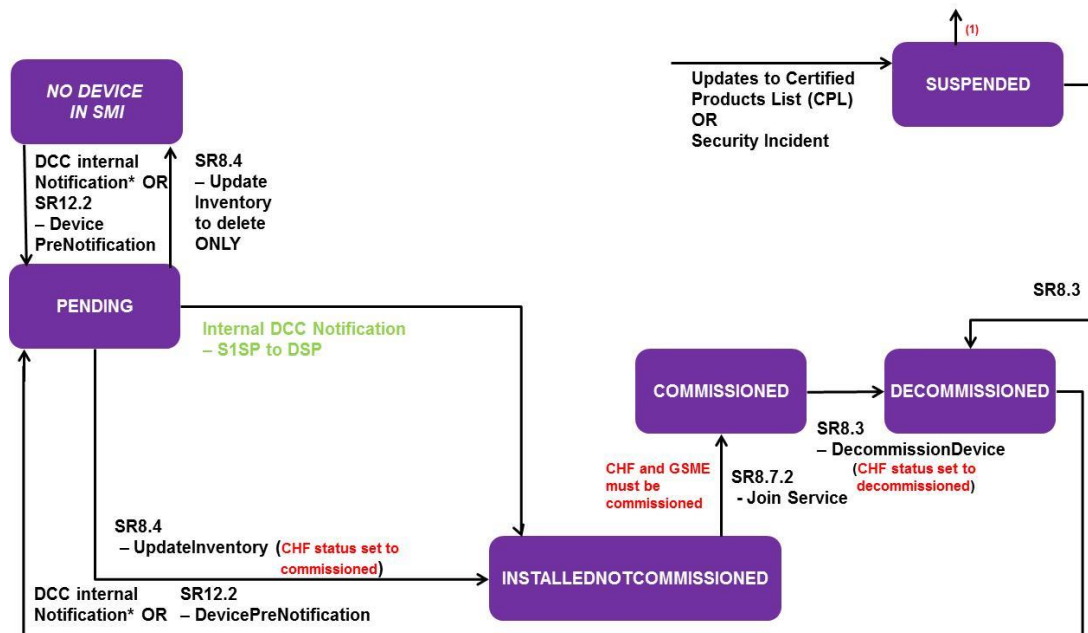 (1)
SUSPENDED
Updates to Certified
Products List (CPL)
OR
Security Incident
NO DEVICE
IN SMI
DCC internal
Notification* OR
SR12.2
– Device
PreNotification
SR8.4
– Update
Inventory
to delete
ONLY
PENDING
SR8.3
Internal DCC Notification
– S1SP to DSP
COMMISSIONED
DECOMMISSIONED
SR8.3
– DecommissionDevice
(CHF status set to
decommissioned)
CHF and GSME
must be
commissioned
SR8.7.2
- Join Service
SR8.4
– UpdateInventory (CHF status set to
commissioned)
INSTALLEDNOTCOMMISSIONED
DCC internal
Notification* OR
SR12.2
– DevicePreNotification